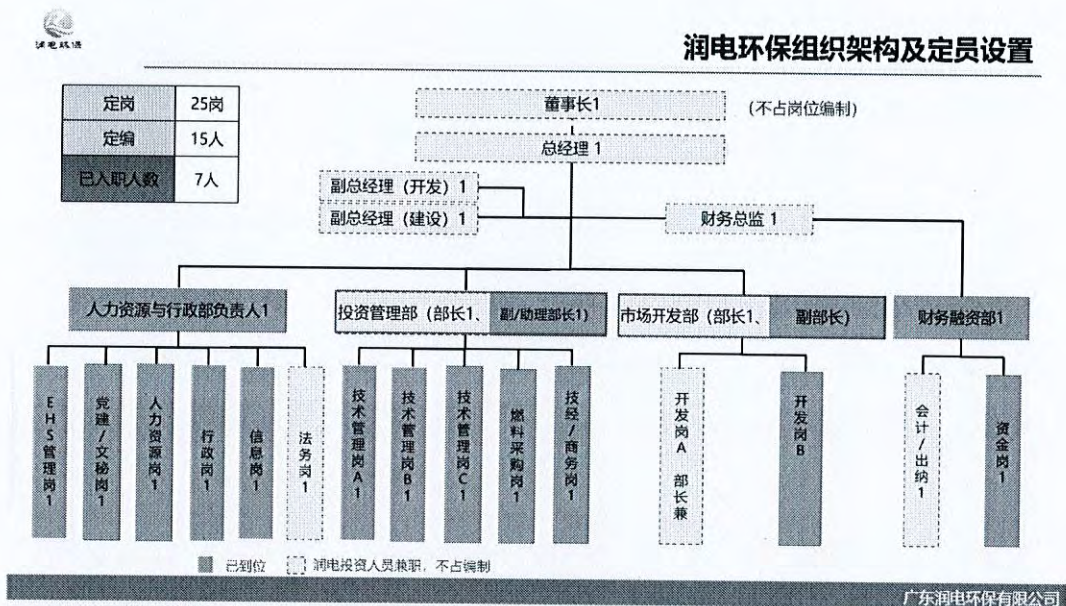 润电环保
润电环保组织架构及定员设置
定岗 25岗
定编 15人
已入职人数 7人
董事长1
(不占岗位编制)
总经理 1
副总经理（开发）1
副总经理（建设）1
财务总监 1
人力资源与行政部负责人1
投资管理部（部长1、 副/助理部长1）
市场开发部（部长1、 副部长）
财务融资部1
EHS管理岗1
党建/文秘岗1
人力资源岗1
行政岗1
信息岗1
法务岗1
技术管理岗A1
技术管理岗B1
技术管理岗C1
燃料采购岗1
技经/商务岗1
开发岗A 部长兼
开发岗B
会计/出纳1
资金岗1
已到位
润电投资人员兼职，不占编制
广东润电环保有限公司